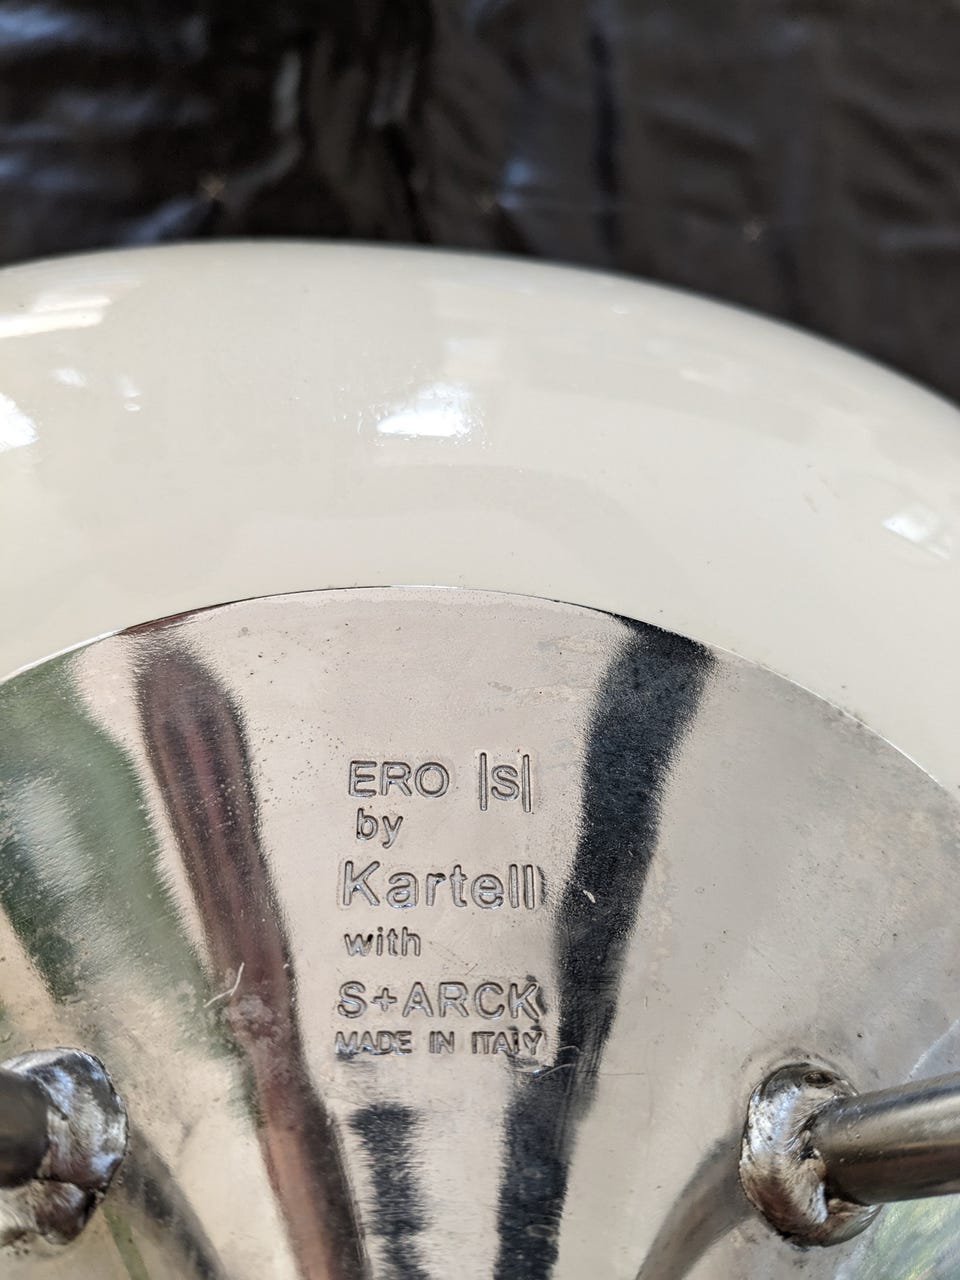 ERO |s|
by
Kartell
with
S+ARCK
MADE IN ITALY